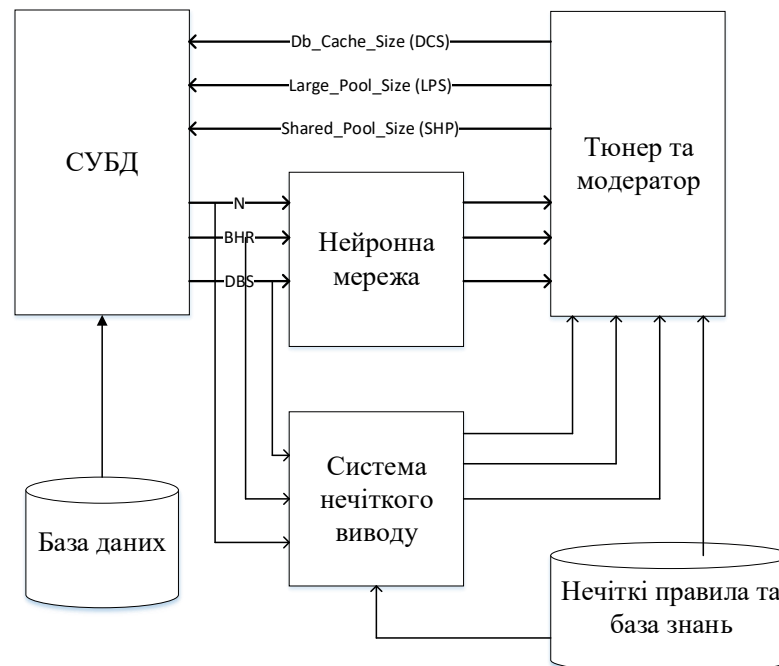 Db_Cache_Size (DCS)
Large_Pool_Size (LPS)
Shared_Pool_Size (SHP)
СУБД
Тюнер та
модератор
N
BHR
DBS
Нейронна
мережа
Система
нечіткого
виводу
База даних
Нечіткі правила та
база знань